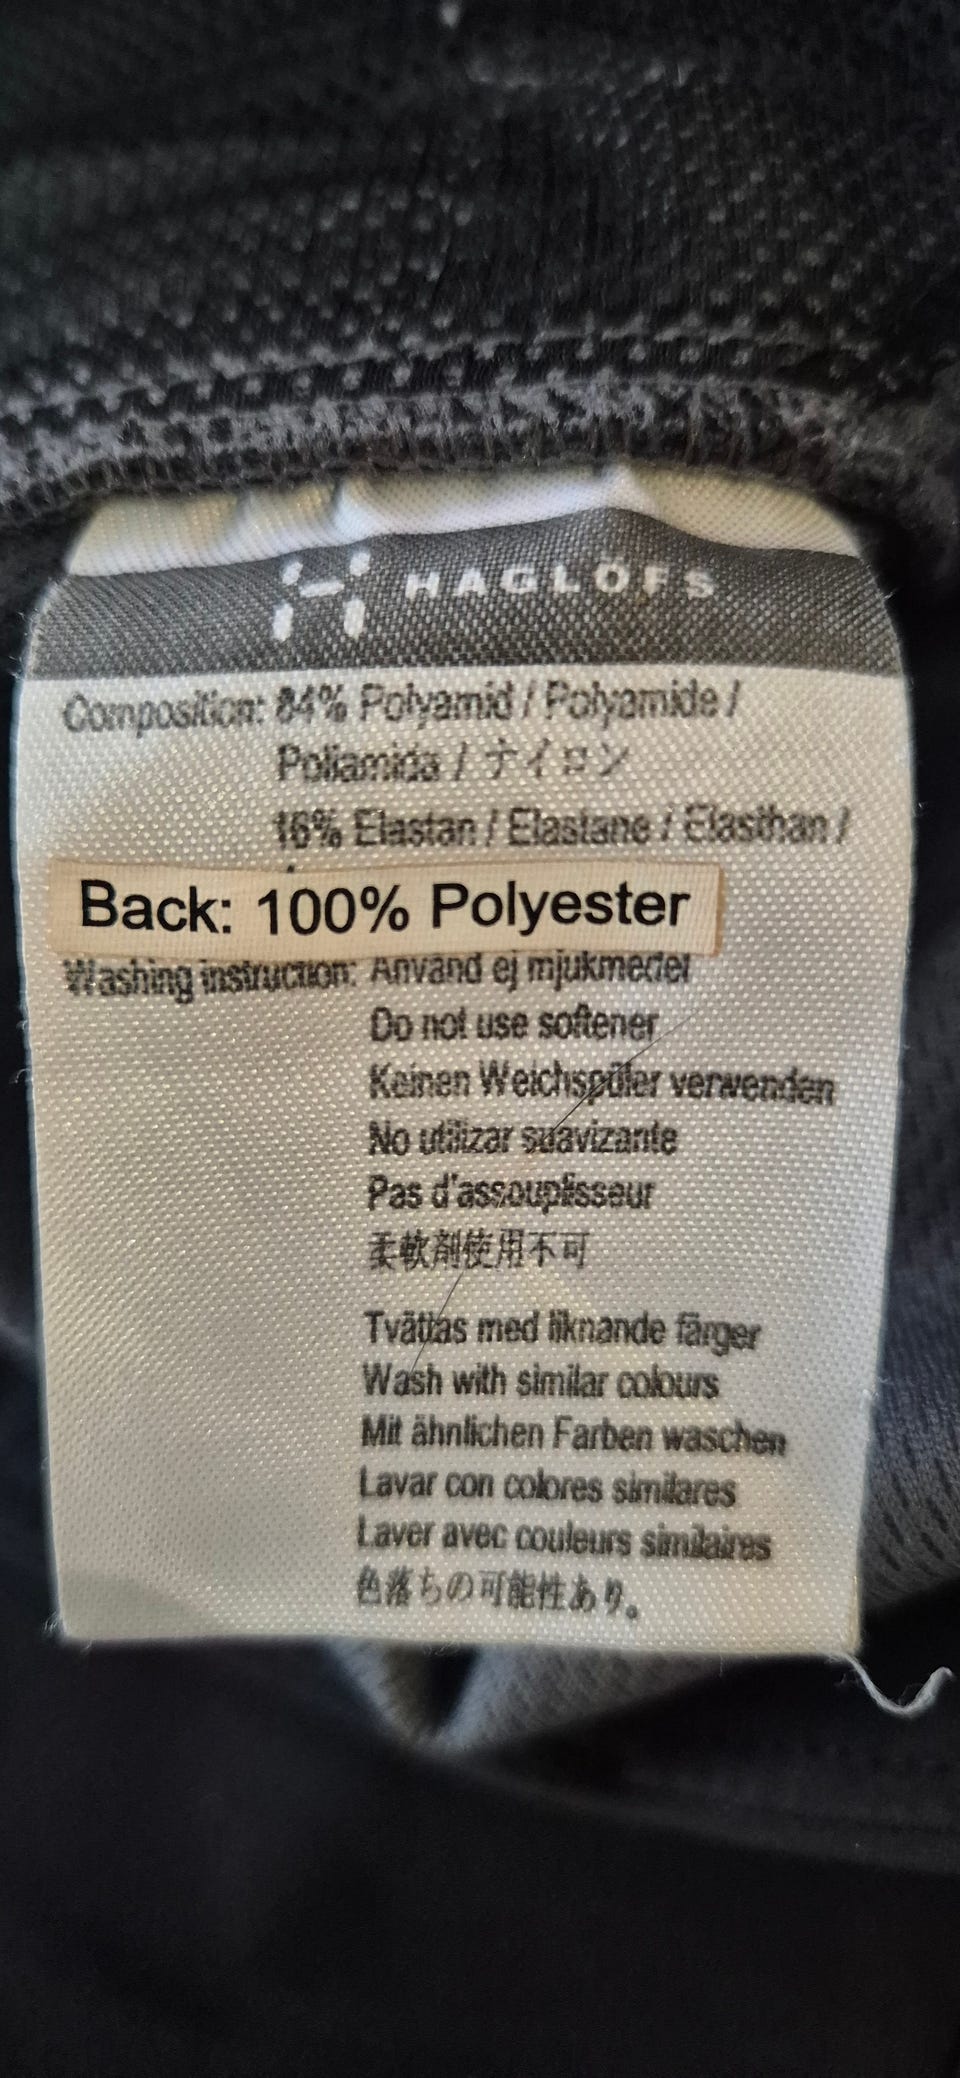 HAGLÖFS
Composition: 84% Polyamid / Polyamide /
Poliamida / ナイロン
16% Elastan / Elastane / Elasthan /
Back: 100% Polyester
Washing instruction: Använd ej mjukmedel
Do not use softener
Keinen Weichspüler verwenden
No utilizar suavizante
Pas d'assouplisseur
柔軟剤使用不可
Tvättas med liknande färger
Wash with similar colours
Mit ähnlichen Farben waschen
Lavar con colores similares
Laver avec couleurs similaires
色落ちの可能性あり。